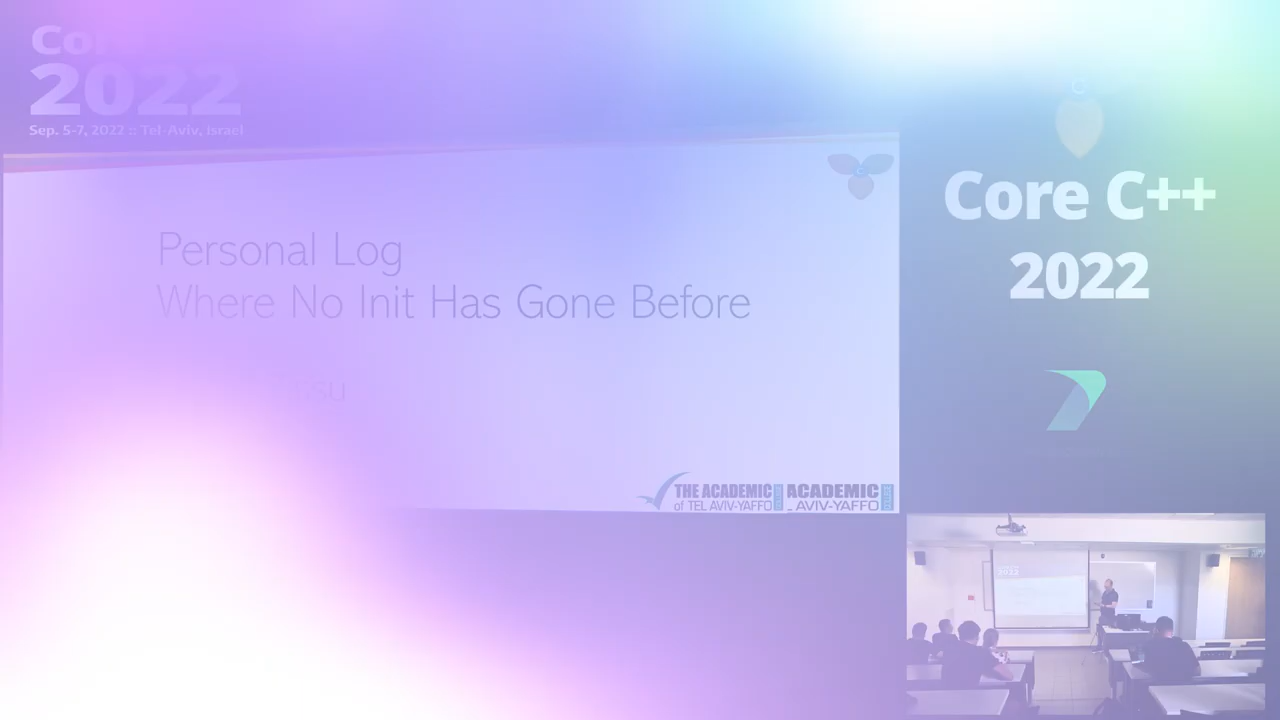 Core
2022
Sep. 5-7, 2022 :: Tel-Aviv, Israel
Personal Log
Where No Init Has Gone Before
THE ACADEMIC
of TEL AVIV-YAFFO
ACADEMIC
AVIV-YAFFO
Core C++
2022